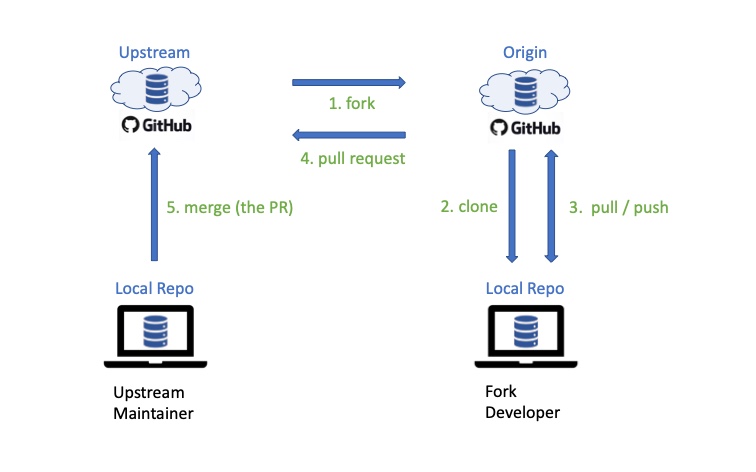 Upstream
Origin
1. fork
GitHub
GitHub
4. pull request
5. merge (the PR)
2. clone
3. pull / push
Local Repo
Local Repo
Upstream
Maintainer
Fork
Developer